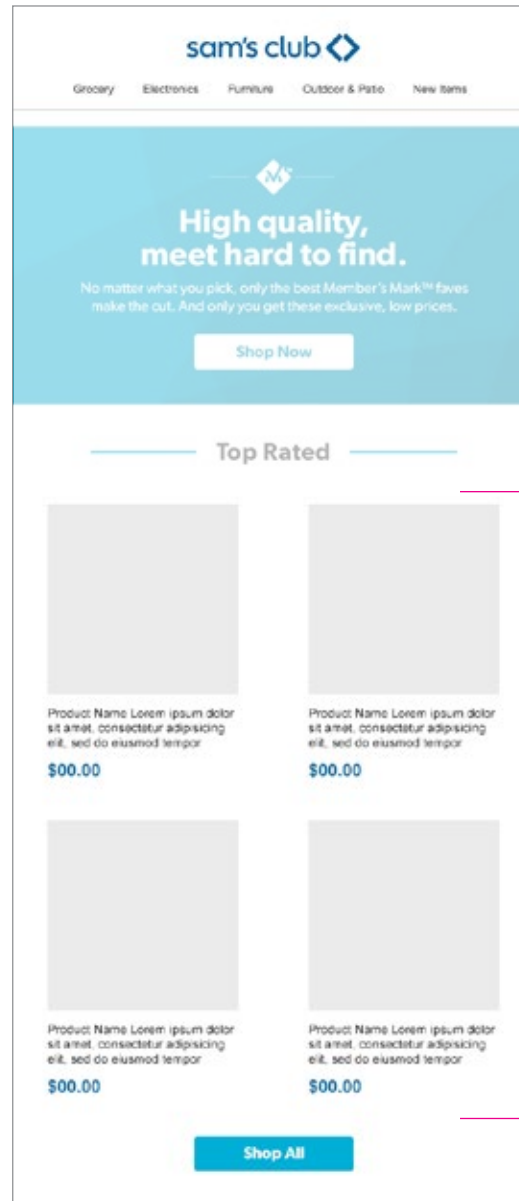 sam's club
Grocery Electronics Furniture Outdoor & Patio New Items
M
High quality,
meet hard to find.
No matter what you pick, only the best Member's Mark™ faves
make the cut. And only you get these exclusive, low prices.
Shop Now
Top Rated
Product Name Lorem ipsum dolor
sit amet, consectetur adipisicing
elit, sed do eiusmod tempor
$00.00
Product Name Lorem ipsum dolor
sit amet, consectetur adipisicing
elit, sed do eiusmod tempor
$00.00
Product Name Lorem ipsum dolor
sit amet, consectetur adipisicing
elit, sed do eiusmod tempor
$00.00
Product Name Lorem ipsum dolor
sit amet, consectetur adipisicing
elit, sed do eiusmod tempor
$00.00
Shop All